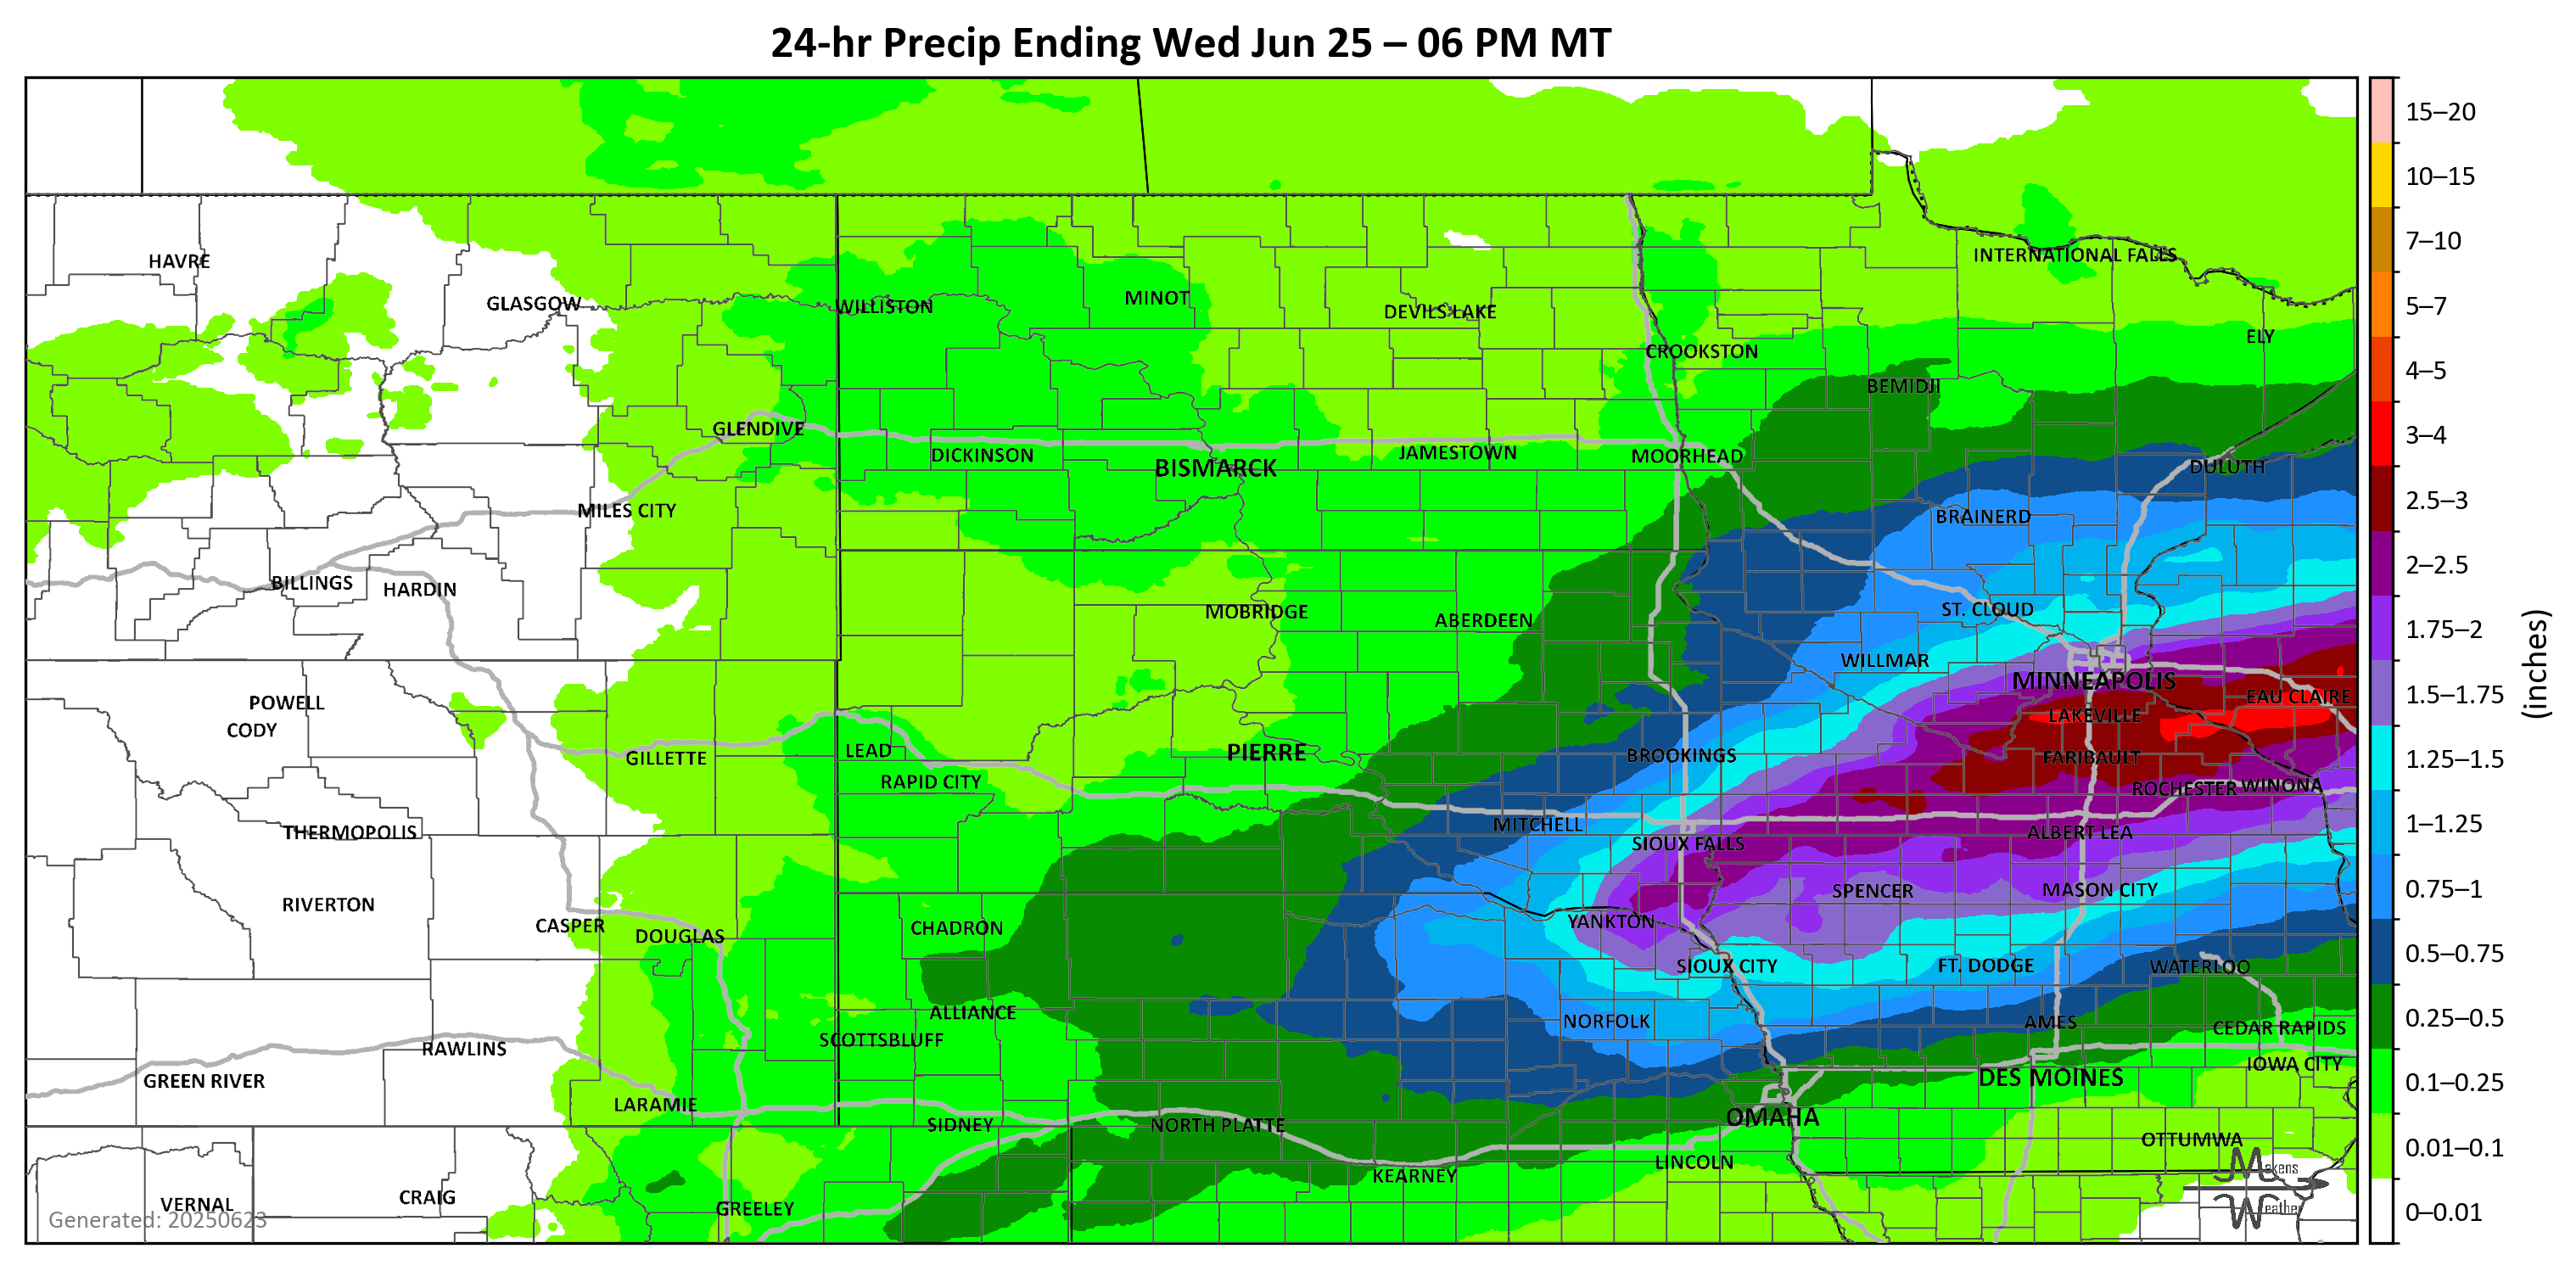 24-hr Precip Ending Wed Jun 25 – 06 PM MT
15–20
10–15
7–10
5–7
4–5
3–4
2.5–3
2–2.5
1.75–2
1.5–1.75
1.25–1.5
1–1.25
0.75–1
0.5–0.75
0.25–0.5
0.1–0.25
0.01–0.1
0–0.01
(inches)
HAVRE
INTERNATIONAL FALLS
GLASGOW
WILLISTON
MINOT
DEVILS LAKE
ELY
CROOKSTON
BEMIDJI
GLENDIVE
DICKINSON
BISMARCK
JAMESTOWN
MOORHEAD
DULUTH
MILES CITY
BRAINERD
BILLINGS
HARDIN
MOBRIDGE
ABERDEEN
ST. CLOUD
WILLMAR
MINNEAPOLIS
POWELL
EAU CLAIRE
CODY
LAKEVILLE
GILLETTE
LEAD
PIERRE
BROOKINGS
FARIBAULT
RAPID CITY
ROCHESTER
WINONA
THERMOPOLIS
MITCHELL
ALBERT LEA
SIOUX FALLS
RIVERTON
SPENCER
MASON CITY
CASPER
DOUGLAS
CHADRON
YANKTON
SIOUX CITY
FT. DODGE
WATERLOO
ALLIANCE
NORFOLK
AMES
CEDAR RAPIDS
SCOTTSBLUFF
RAWLINS
IOWA CITY
GREEN RIVER
DES MOINES
LARAMIE
SIDNEY
NORTH PLATTE
OMAHA
OTTUMWA
KEARNEY
LINCOLN
VERNAL
CRAIG
GREELEY
Makens
Weather
Generated: 20250623